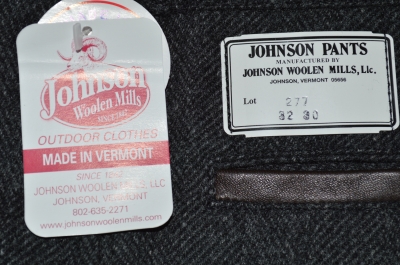 Johnson
Woolen Mills
SINCE 1842
OUTDOOR CLOTHES
MADE IN VERMONT
SINCE 1842
JOHNSON WOOLEN MILLS, LLC
JOHNSON, VERMONT
802-635-2271
www.johnsonwoolenmills.com
JOHNSON PANTS
MANUFACTURED BY
JOHNSON WOOLEN MILLS, Llc.
JOHNSON, VERMONT 05656
Lot 277
32 30